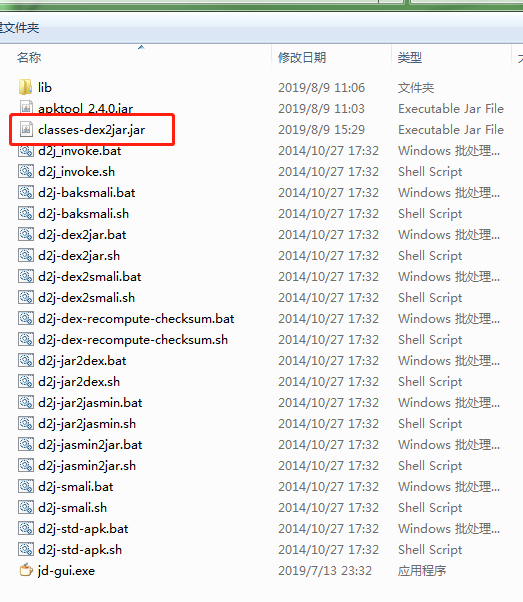 文件夹
名称 修改日期 类型
lib 2019/8/9 11:06 文件夹
apktool_2.4.0.jar 2019/8/9 11:03 Executable Jar File
classes-dex2jar.jar 2019/8/9 15:29 Executable Jar File
d2j_invoke.bat 2014/10/27 17:32 Windows 批处理...
d2j_invoke.sh 2014/10/27 17:32 Shell Script
d2j-baksmali.bat 2014/10/27 17:32 Windows 批处理...
d2j-baksmali.sh 2014/10/27 17:32 Shell Script
d2j-dex2jar.bat 2014/10/27 17:32 Windows 批处理...
d2j-dex2jar.sh 2014/10/27 17:32 Shell Script
d2j-dex2smali.bat 2014/10/27 17:32 Windows 批处理...
d2j-dex2smali.sh 2014/10/27 17:32 Shell Script
d2j-dex-recompute-checksum.bat 2014/10/27 17:32 Windows 批处理...
d2j-dex-recompute-checksum.sh 2014/10/27 17:32 Shell Script
d2j-jar2dex.bat 2014/10/27 17:32 Windows 批处理...
d2j-jar2dex.sh 2014/10/27 17:32 Shell Script
d2j-jar2jasmin.bat 2014/10/27 17:32 Windows 批处理...
d2j-jar2jasmin.sh 2014/10/27 17:32 Shell Script
d2j-jasmin2jar.bat 2014/10/27 17:32 Windows 批处理...
d2j-jasmin2jar.sh 2014/10/27 17:32 Shell Script
d2j-smali.bat 2014/10/27 17:32 Windows 批处理...
d2j-smali.sh 2014/10/27 17:32 Shell Script
d2j-std-apk.bat 2014/10/27 17:32 Windows 批处理...
d2j-std-apk.sh 2014/10/27 17:32 Shell Script
jd-gui.exe 2019/7/13 23:32 应用程序